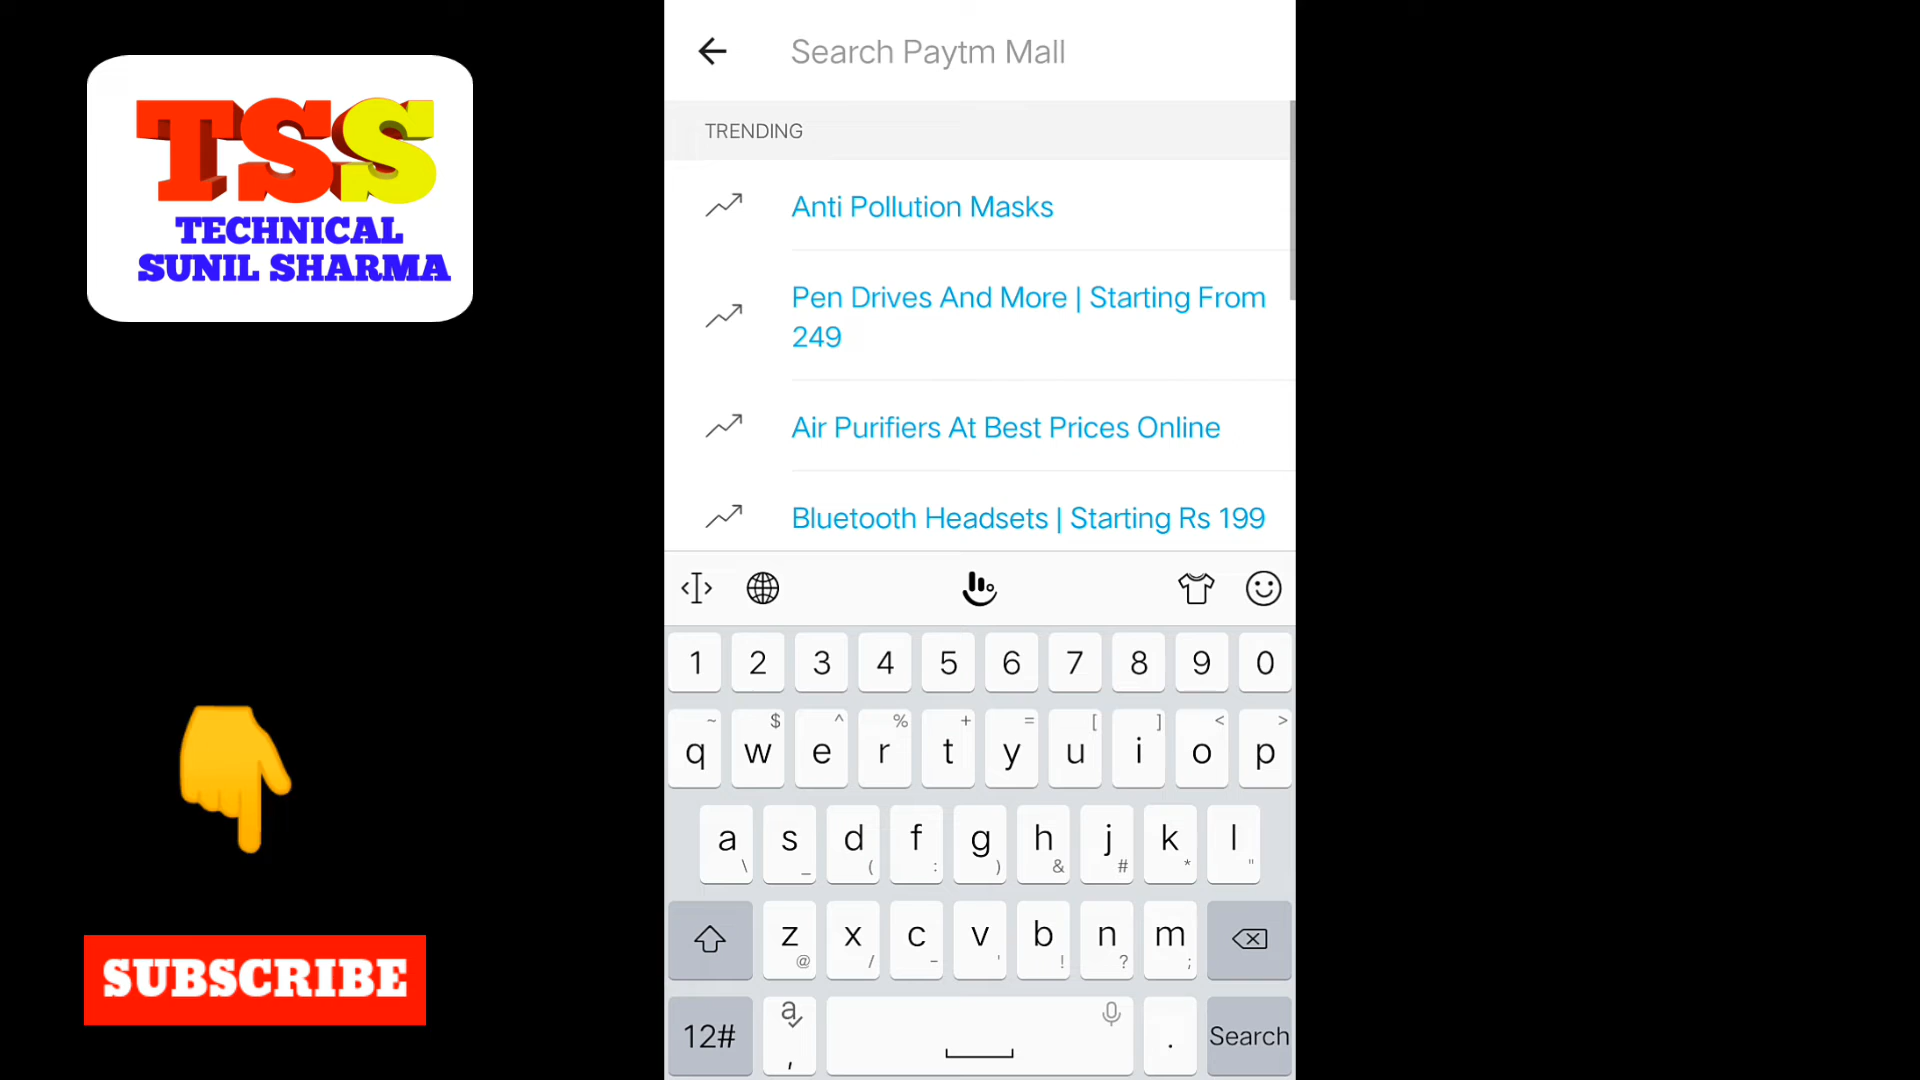 TSS
TECHNICAL
SUNIL SHARMA
SUBSCRIBE
Search Paytm Mall
TRENDING
Anti Pollution Masks
Pen Drives And More | Starting From
249
Air Purifiers At Best Prices Online
Bluetooth Headsets | Starting Rs 199
1 2 3 4 5 6 7 8 9 0
~ $ ^ % + = [ ] < >
q w e r t y u i o p
a s d f g h j k l
\ _ ( : ) & # * "
z x c v b n m
@ / - ' ! ? ;
12# a , . Search